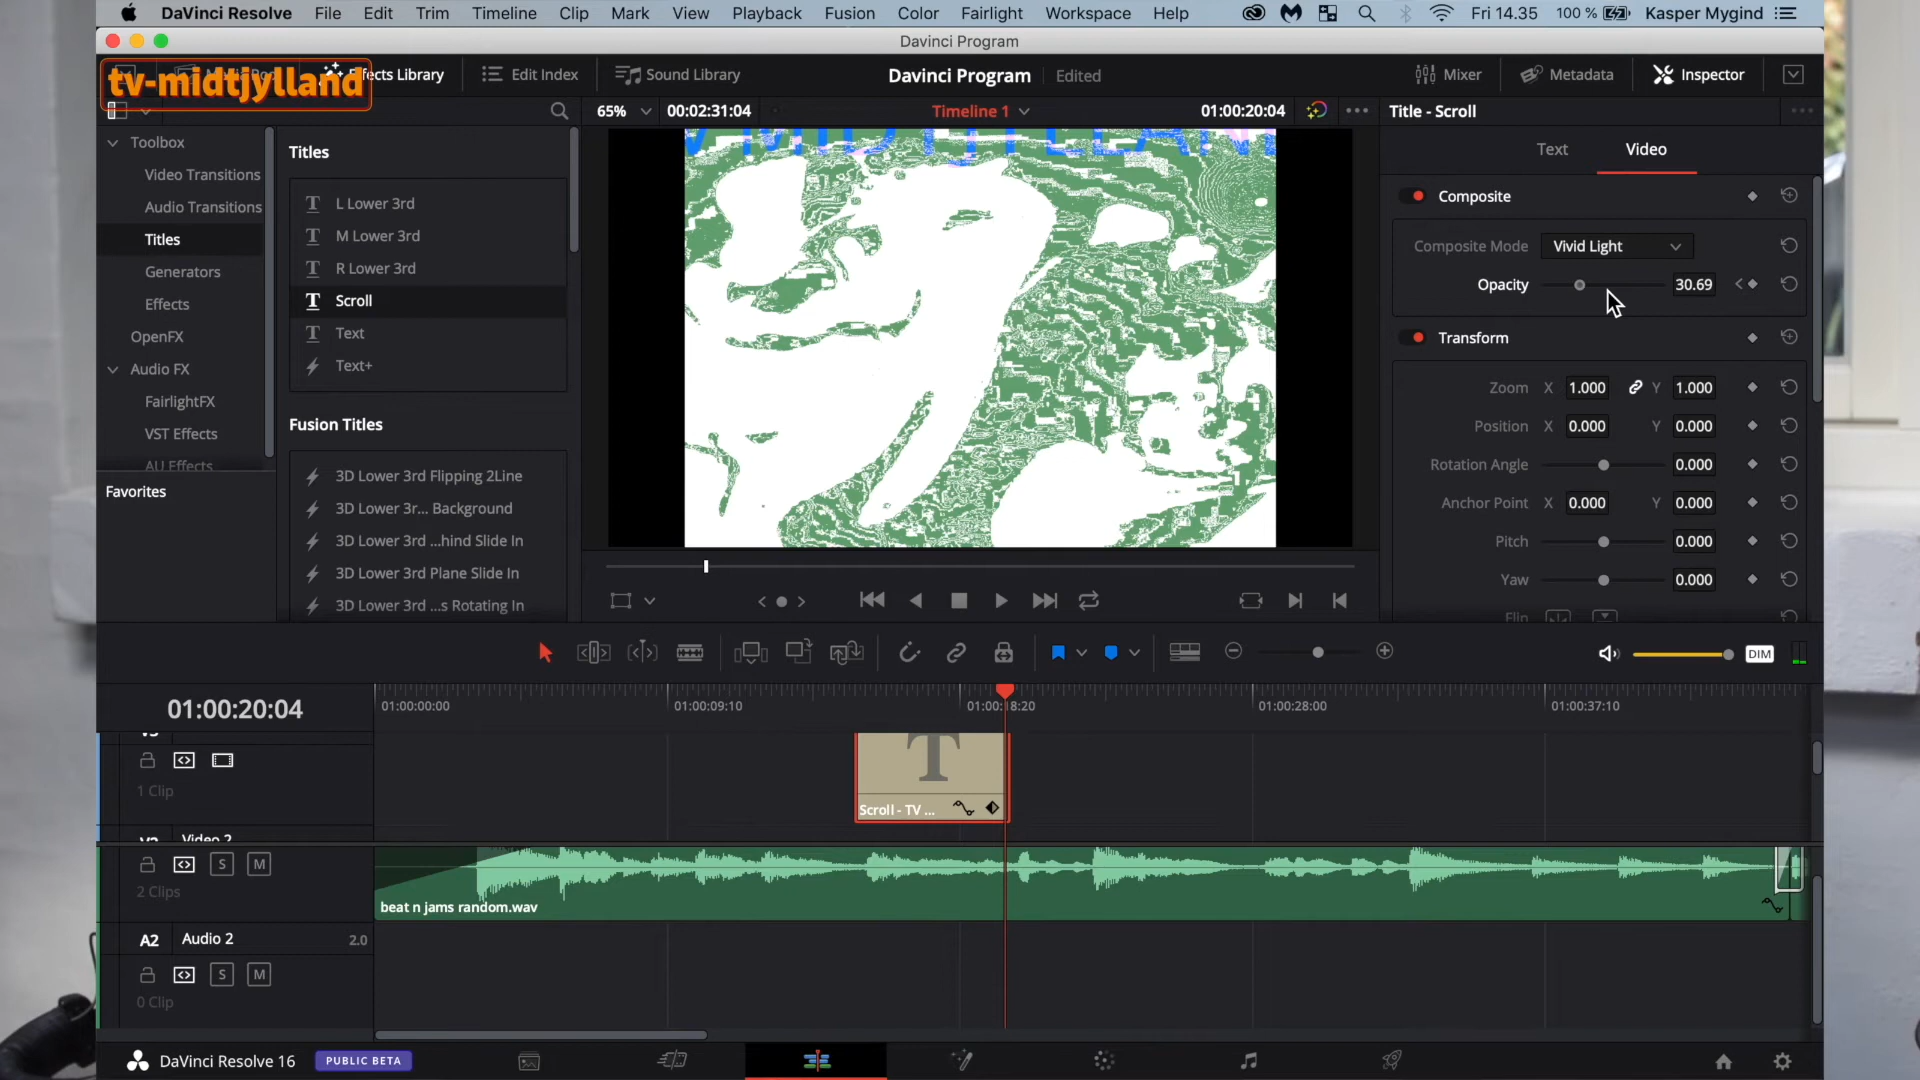 DaVinci Resolve File Edit Trim Timeline Clip Mark View Playback Fusion Color Fairlight Workspace Help Fri 14.35 100 % Kasper Mygind
Davinci Program
tv-midtjylland
Effects Library Index Sound Library Davinci Program Edited Mixer Metadata Inspector
65% 00:02:31:04 Timeline 1 01:00:20:04 Title - Scroll
Toolbox
Video Transitions
Audio Transitions
Titles
Generators
Effects
OpenFX
Audio FX
FairlightFX
VST Effects
AU Effects
Favorites
Titles
L Lower 3rd
M Lower 3rd
R Lower 3rd
Scroll
Text
Text+
Fusion Titles
3D Lower 3rd Flipping 2Line
3D Lower 3r... Background
3D Lower 3rd ...hind Slide In
3D Lower 3rd Plane Slide In
3D Lower 3rd ...s Rotating In
Text Video
Composite
Composite Mode Vivid Light
Opacity 30.69
Transform
Zoom X 1.000 Y 1.000
Position X 0.000 Y 0.000
Rotation Angle 0.000
Anchor Point X 0.000 Y 0.000
Pitch 0.000
Yaw 0.000
Flip
DIM
01:00:20:04 01:00:00:00 01:00:09:10 01:00:18:20 01:00:28:00 01:00:37:10
V3
1 Clip
T
Scroll - TV ...
V2 Video 2
S M
2 Clips
beat n jams random.wav
A2 Audio 2 2.0
S M
0 Clip
DaVinci Resolve 16 PUBLIC BETA